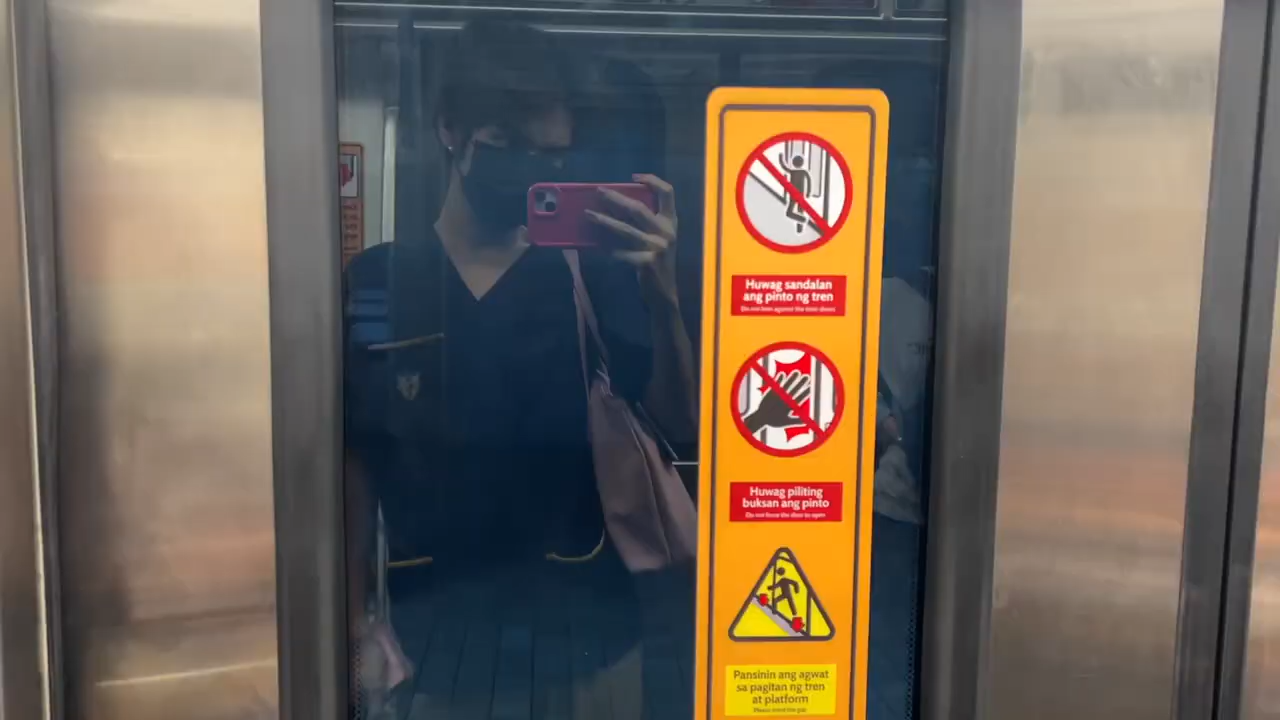 Huwag sandalan
ang pinto ng tren
Do not lean against the train doors
Huwag piliting
buksan ang pinto
Do not force the door to open
Pansinin ang agwat
sa pagitan ng tren
at platform
Please mind the gap